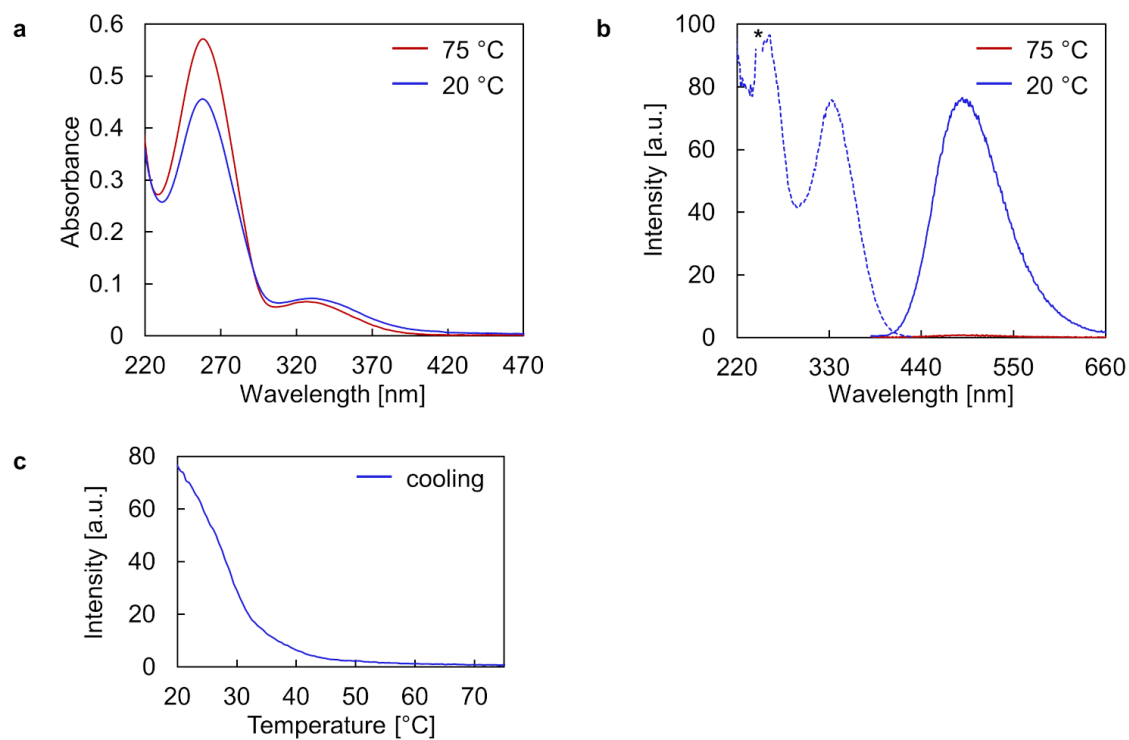 a
0.6
0.5
0.4
0.3
0.2
0.1
0
Absorbance
75 °C
20 °C
220 270 320 370 420 470
Wavelength [nm]
b
100
80
60
40
20
0
Intensity [a.u.]
*
75 °C
20 °C
220 330 440 550 660
Wavelength [nm]
c
80
60
40
20
0
Intensity [a.u.]
cooling
20 30 40 50 60 70
Temperature [°C]